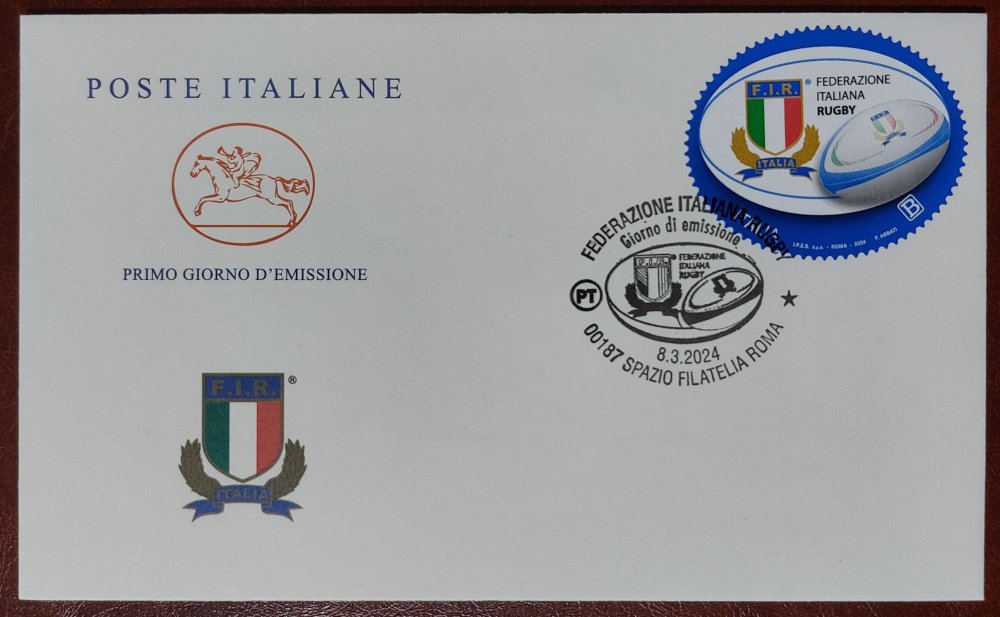 POSTE ITALIANE
PRIMO GIORNO D'EMISSIONE
F.I.R.
®
ITALIA
F.I.R.
®
FEDERAZIONE
ITALIANA
RUGBY
ITALIA
B
I.P.Z.S. S.p.A. - ROMA - 2024
F. ABBATI
FEDERAZIONE ITALIANA RUGBY
Giorno di emissione
F.I.R.
FEDERAZIONE
ITALIANA
RUGBY
PT
8.3.2024
00187 SPAZIO FILATELIA ROMA